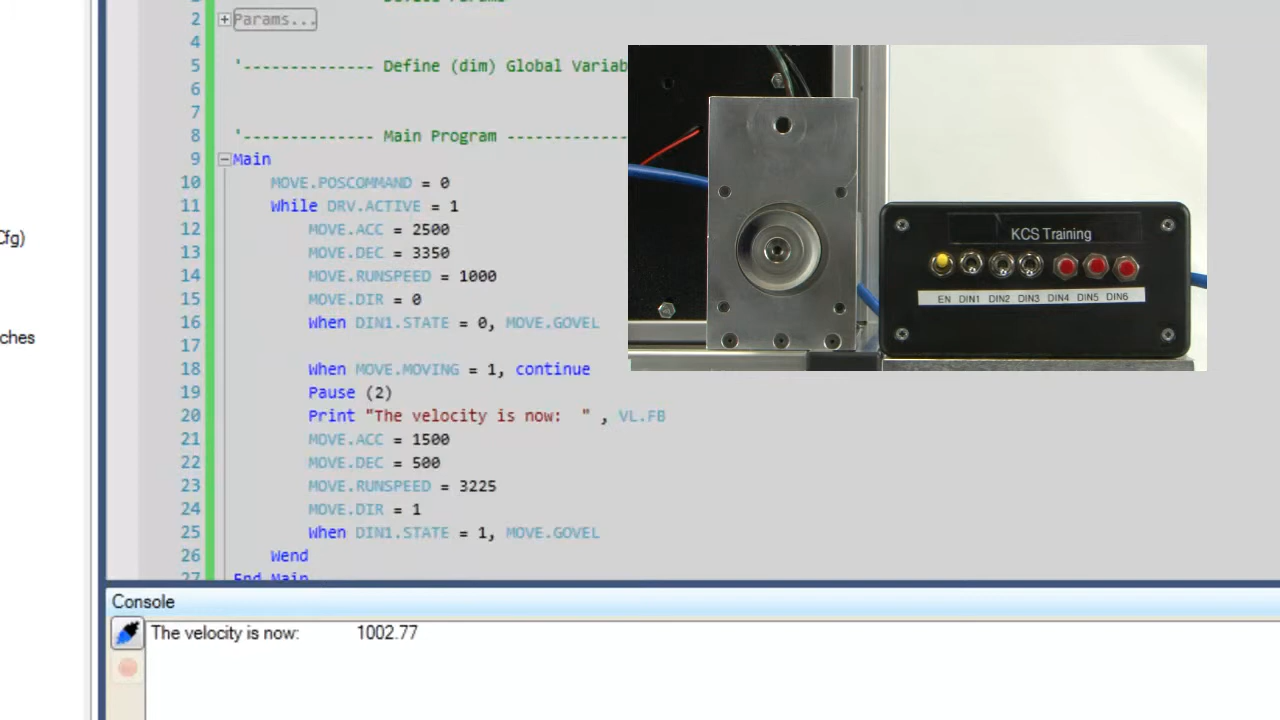 2 Params...
4
5 '-------------- Define (dim) Global Variab
6
7
8 '-------------- Main Program -------------
9 Main
10 MOVE.POSCOMMAND = 0
11 While DRV.ACTIVE = 1
12 MOVE.ACC = 2500
13 MOVE.DEC = 3350
14 MOVE.RUNSPEED = 1000
15 MOVE.DIR = 0
16 When DIN1.STATE = 0, MOVE.GOVEL
17
18 When MOVE.MOVING = 1, continue
19 Pause (2)
20 Print "The velocity is now:  " , VL.FB
21 MOVE.ACC = 1500
22 MOVE.DEC = 500
23 MOVE.RUNSPEED = 3225
24 MOVE.DIR = 1
25 When DIN1.STATE = 1, MOVE.GOVEL
26 Wend
27 End Main
Cfg)
ches
KCS Training
EN DIN1 DIN2 DIN3 DIN4 DIN5 DIN6
Console
The velocity is now: 1002.77